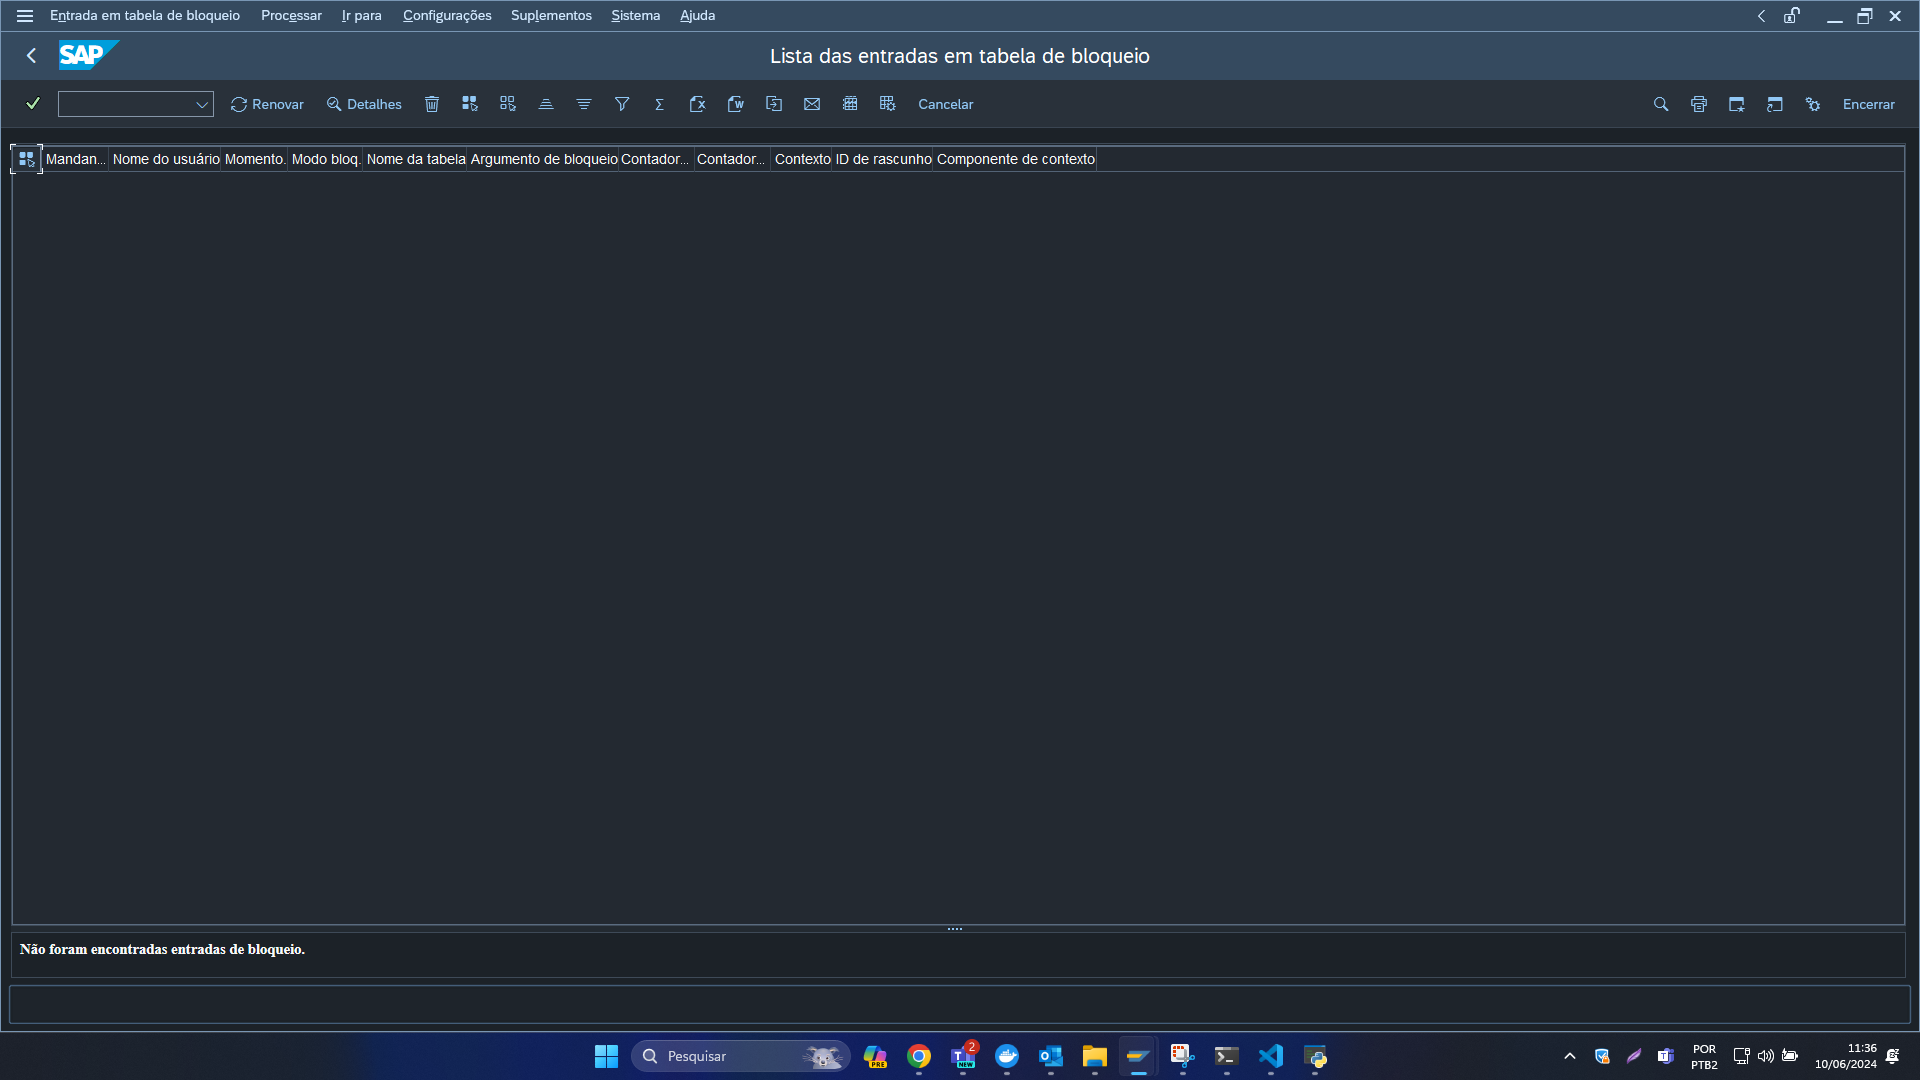 Entrada em tabela de bloqueio Processar Ir para Configurações Suplementos Sistema Ajuda
SAP Lista das entradas em tabela de bloqueio
Renovar Detalhes Cancelar Encerrar
Mandan... Nome do usuário Momento. Modo bloq. Nome da tabela Argumento de bloqueio Contador... Contador... Contexto ID de rascunho Componente de contexto
Não foram encontradas entradas de bloqueio.
Pesquisar
PRE
2
T
NEW
POR
PTB2
11:36
10/06/2024